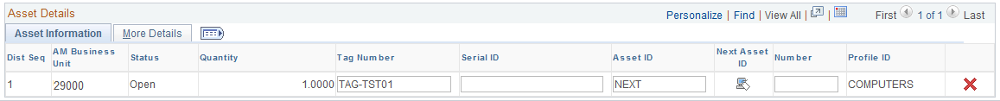 Asset Details
Personalize | Find | View All | | First 1 of 1 Last
Asset Information More Details
Dist Seq AM Business Unit Status Quantity Tag Number Serial ID Asset ID Next Asset ID Number Profile ID
1 29000 Open 1.0000 TAG-TST01 NEXT COMPUTERS